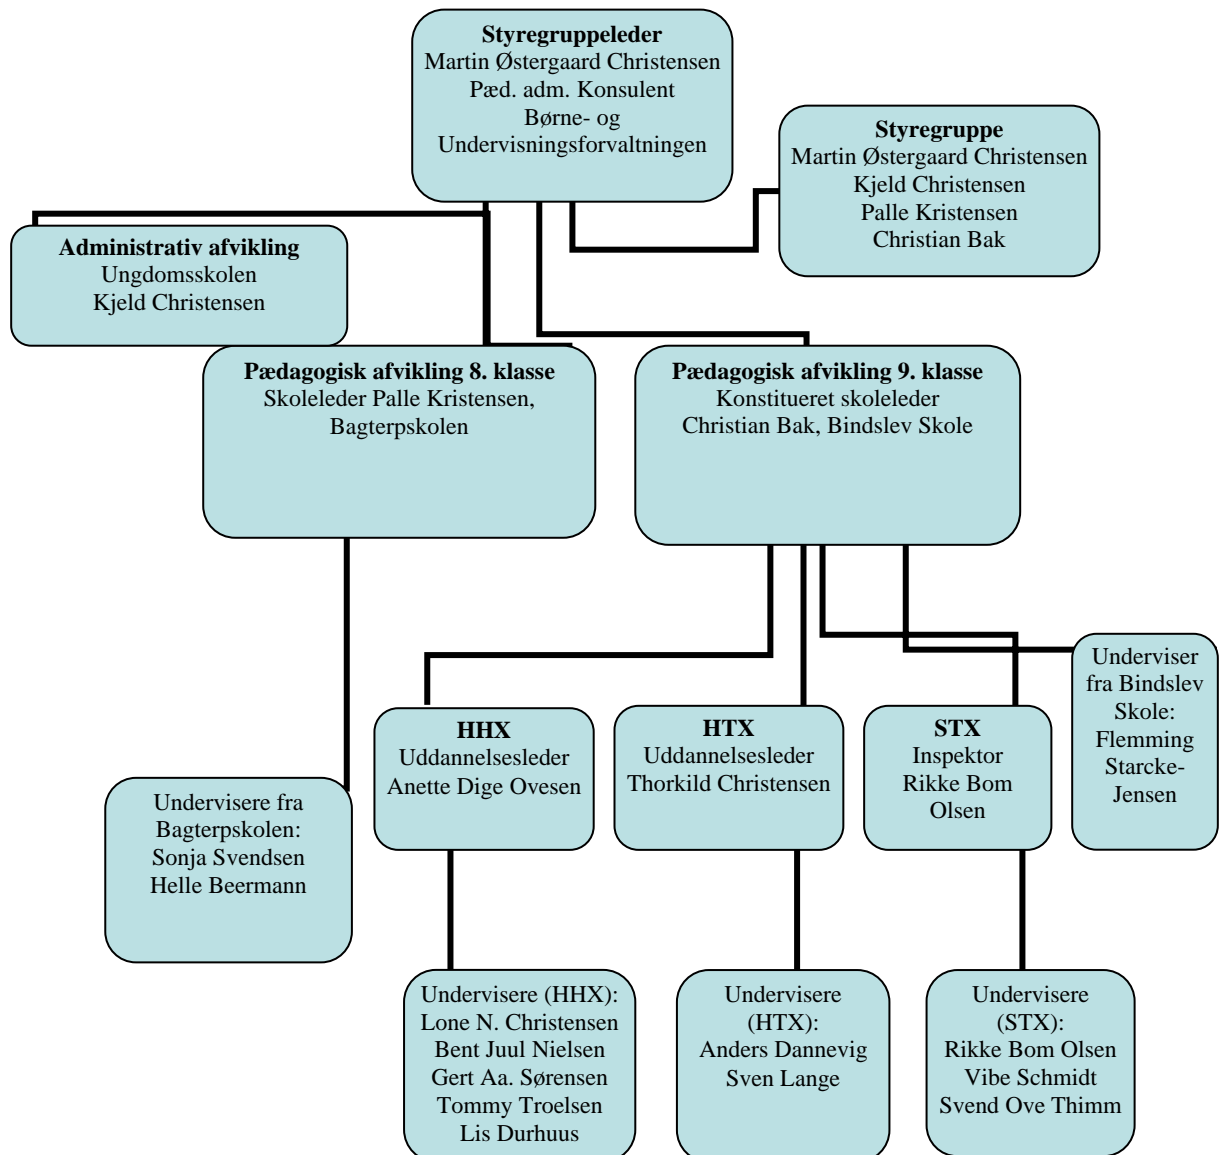 Styregruppeleder
Martin Østergaard Christensen
Pæd. adm. Konsulent
Børne- og
Undervisningsforvaltningen
Styregruppe
Martin Østergaard Christensen
Kjeld Christensen
Palle Kristensen
Christian Bak
Administrativ afvikling
Ungdomsskolen
Kjeld Christensen
Pædagogisk afvikling 8. klasse
Skoleleder Palle Kristensen,
Bagterpskolen
Pædagogisk afvikling 9. klasse
Konstitueret skoleleder
Christian Bak, Bindslev Skole
Underviser
fra Bindslev
Skole:
Flemming
Starcke-
Jensen
HHX
Uddannelsesleder
Anette Dige Ovesen
HTX
Uddannelsesleder
Thorkild Christensen
STX
Inspektor
Rikke Bom
Olsen
Undervisere fra
Bagterpskolen:
Sonja Svendsen
Helle Beermann
Undervisere (HHX):
Lone N. Christensen
Bent Juul Nielsen
Gert Aa. Sørensen
Tommy Troelsen
Lis Durhuus
Undervisere
(HTX):
Anders Dannevig
Sven Lange
Undervisere
(STX):
Rikke Bom Olsen
Vibe Schmidt
Svend Ove Thimm